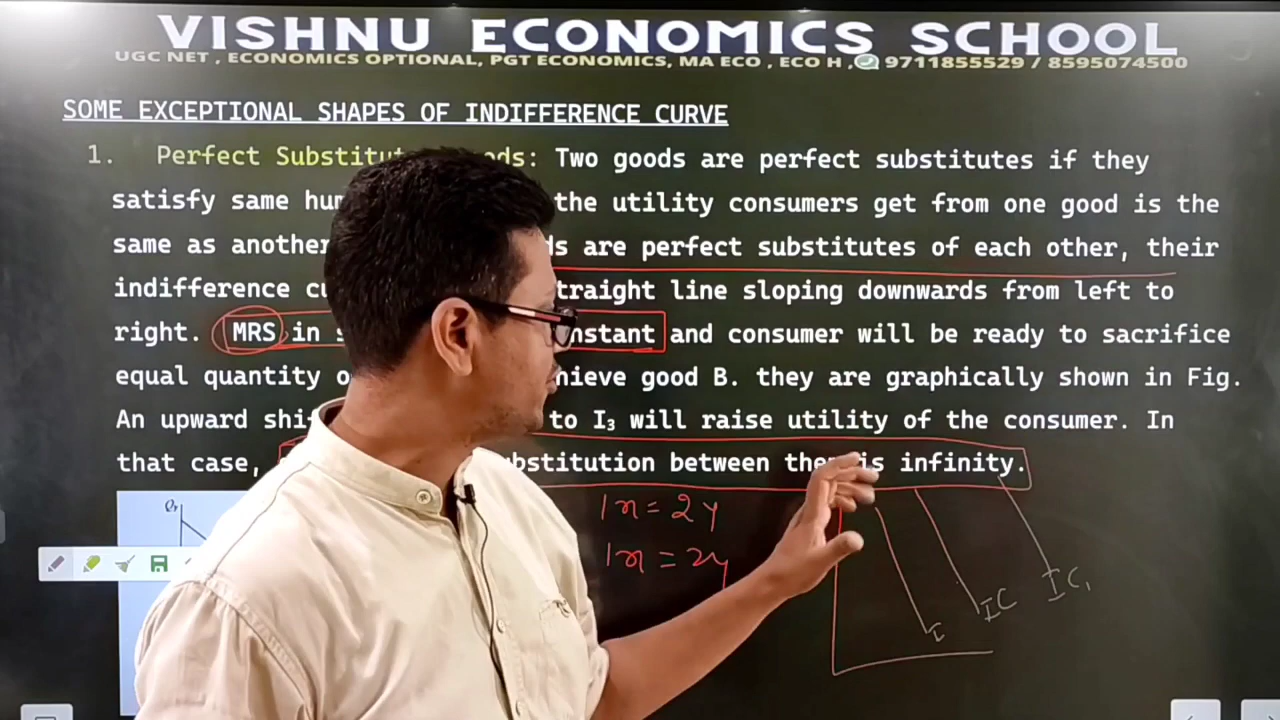 VISHNU ECONOMICS SCHOOL
UGC NET , ECONOMICS OPTIONAL, PGT ECONOMICS, MA ECO , ECO H , 9711855529 / 8595074500
SOME EXCEPTIONAL SHAPES OF INDIFFERENCE CURVE
1. Perfect Substitut ds: Two goods are perfect substitutes if they
satisfy same hu the utility consumers get from one good is the
same as another ds are perfect substitutes of each other, their
indifference cu traight line sloping downwards from left to
right. MRS in s nstant and consumer will be ready to sacrifice
equal quantity o hieve good B. they are graphically shown in Fig.
An upward shi to I₃ will raise utility of the consumer. In
that case, bstitution between the is infinity.
1x = 2y
1x = 2y
I
IC
IC₁